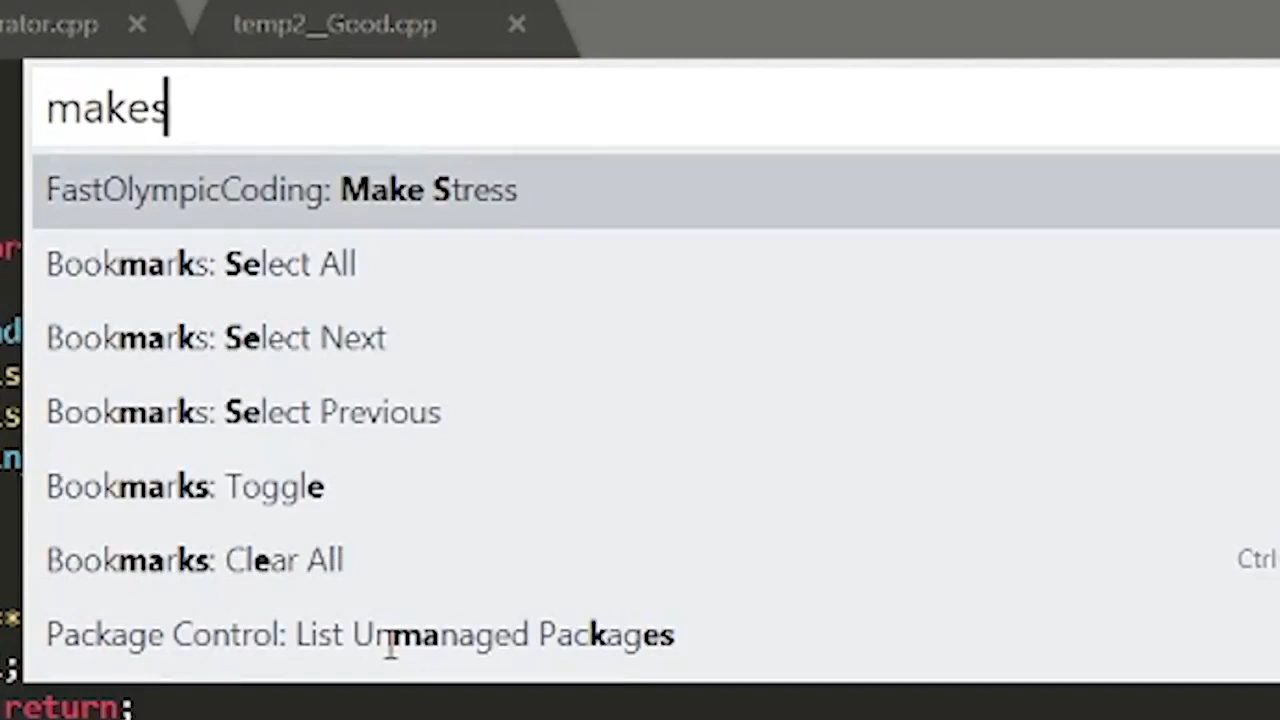 rator.cpp × temp2__Good.cpp ×
makes
FastOlympicCoding: Make Stress
Bookmarks: Select All
Bookmarks: Select Next
Bookmarks: Select Previous
Bookmarks: Toggle
Bookmarks: Clear All Ctrl
Package Control: List Unmanaged Packages
return;